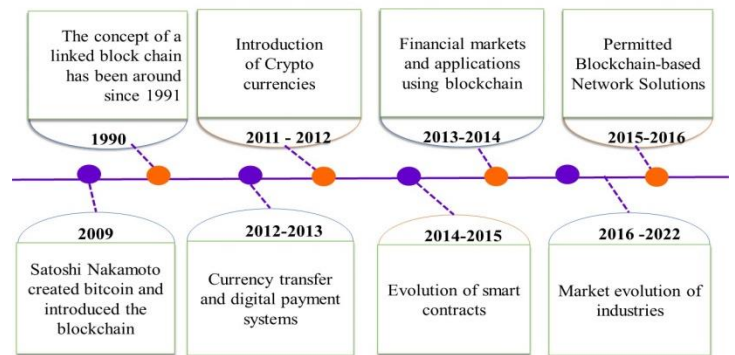 The concept of a
linked block chain
has been around
since 1991
1990
Introduction
of Crypto
currencies
2011 - 2012
Financial markets
and applications
using blockchain
2013-2014
Permitted
Blockchain-based
Network Solutions
2015-2016
2009
Satoshi Nakamoto
created bitcoin and
introduced the
blockchain
2012-2013
Currency transfer
and digital payment
systems
2014-2015
Evolution of smart
contracts
2016 -2022
Market evolution of
industries